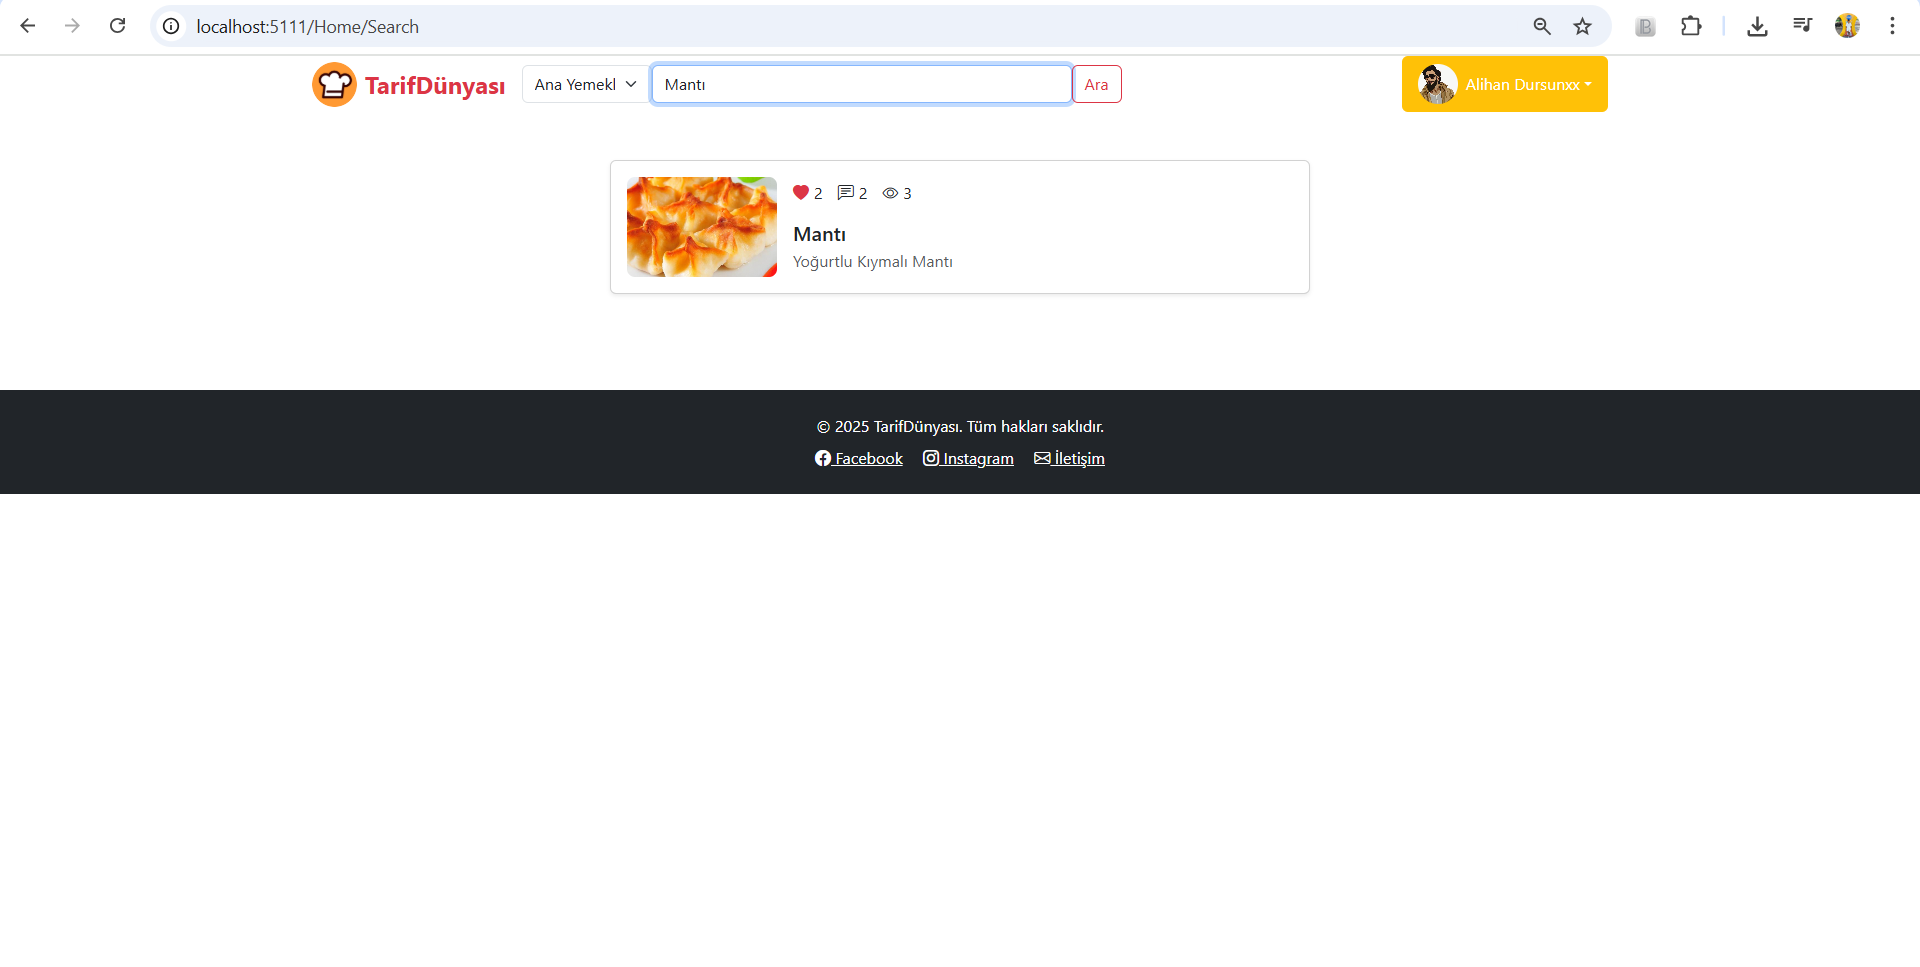 localhost:5111/Home/Search
TarifDünyası
Ana Yemekl
Mantı
Ara
Alihan Dursunxx
2 2 3
Mantı
Yoğurtlu Kıymalı Mantı
© 2025 TarifDünyası. Tüm hakları saklıdır.
Facebook Instagram İletişim